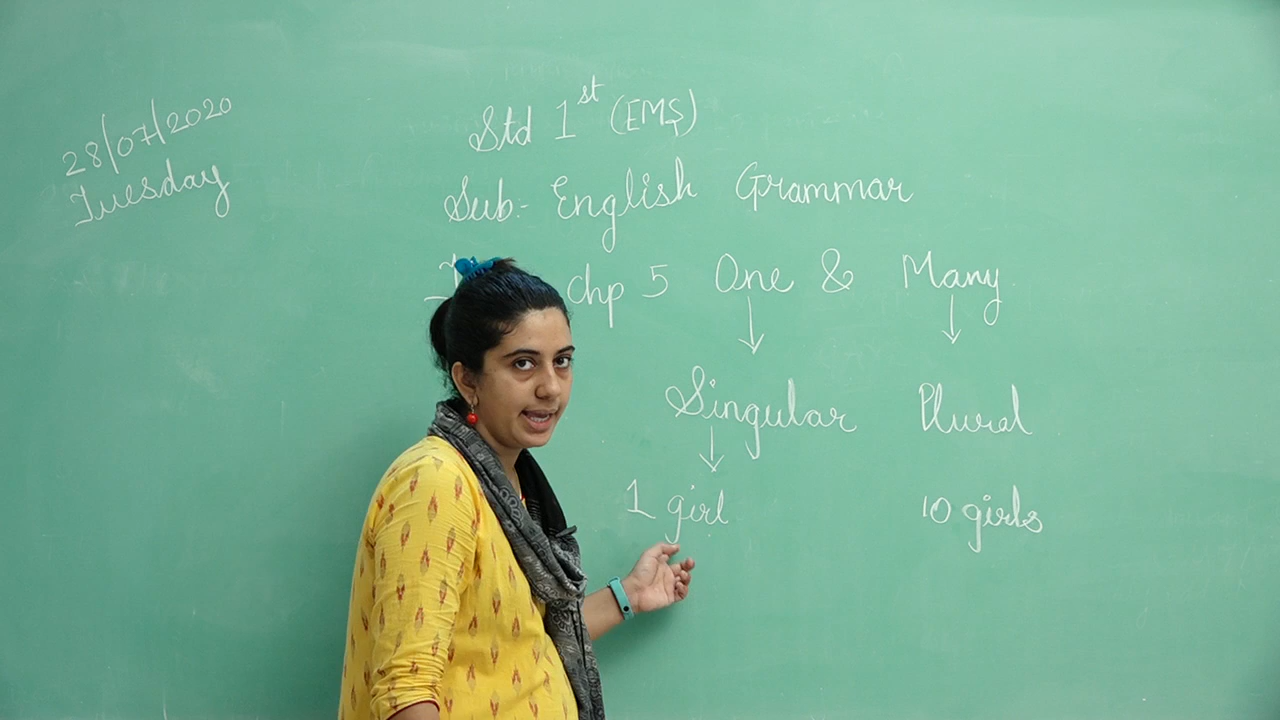 28/07/2020
Tuesday
Std 1st (EMS)
Sub:- English Grammar
Chp 5 One & Many
Singular Plural
1 girl 10 girls